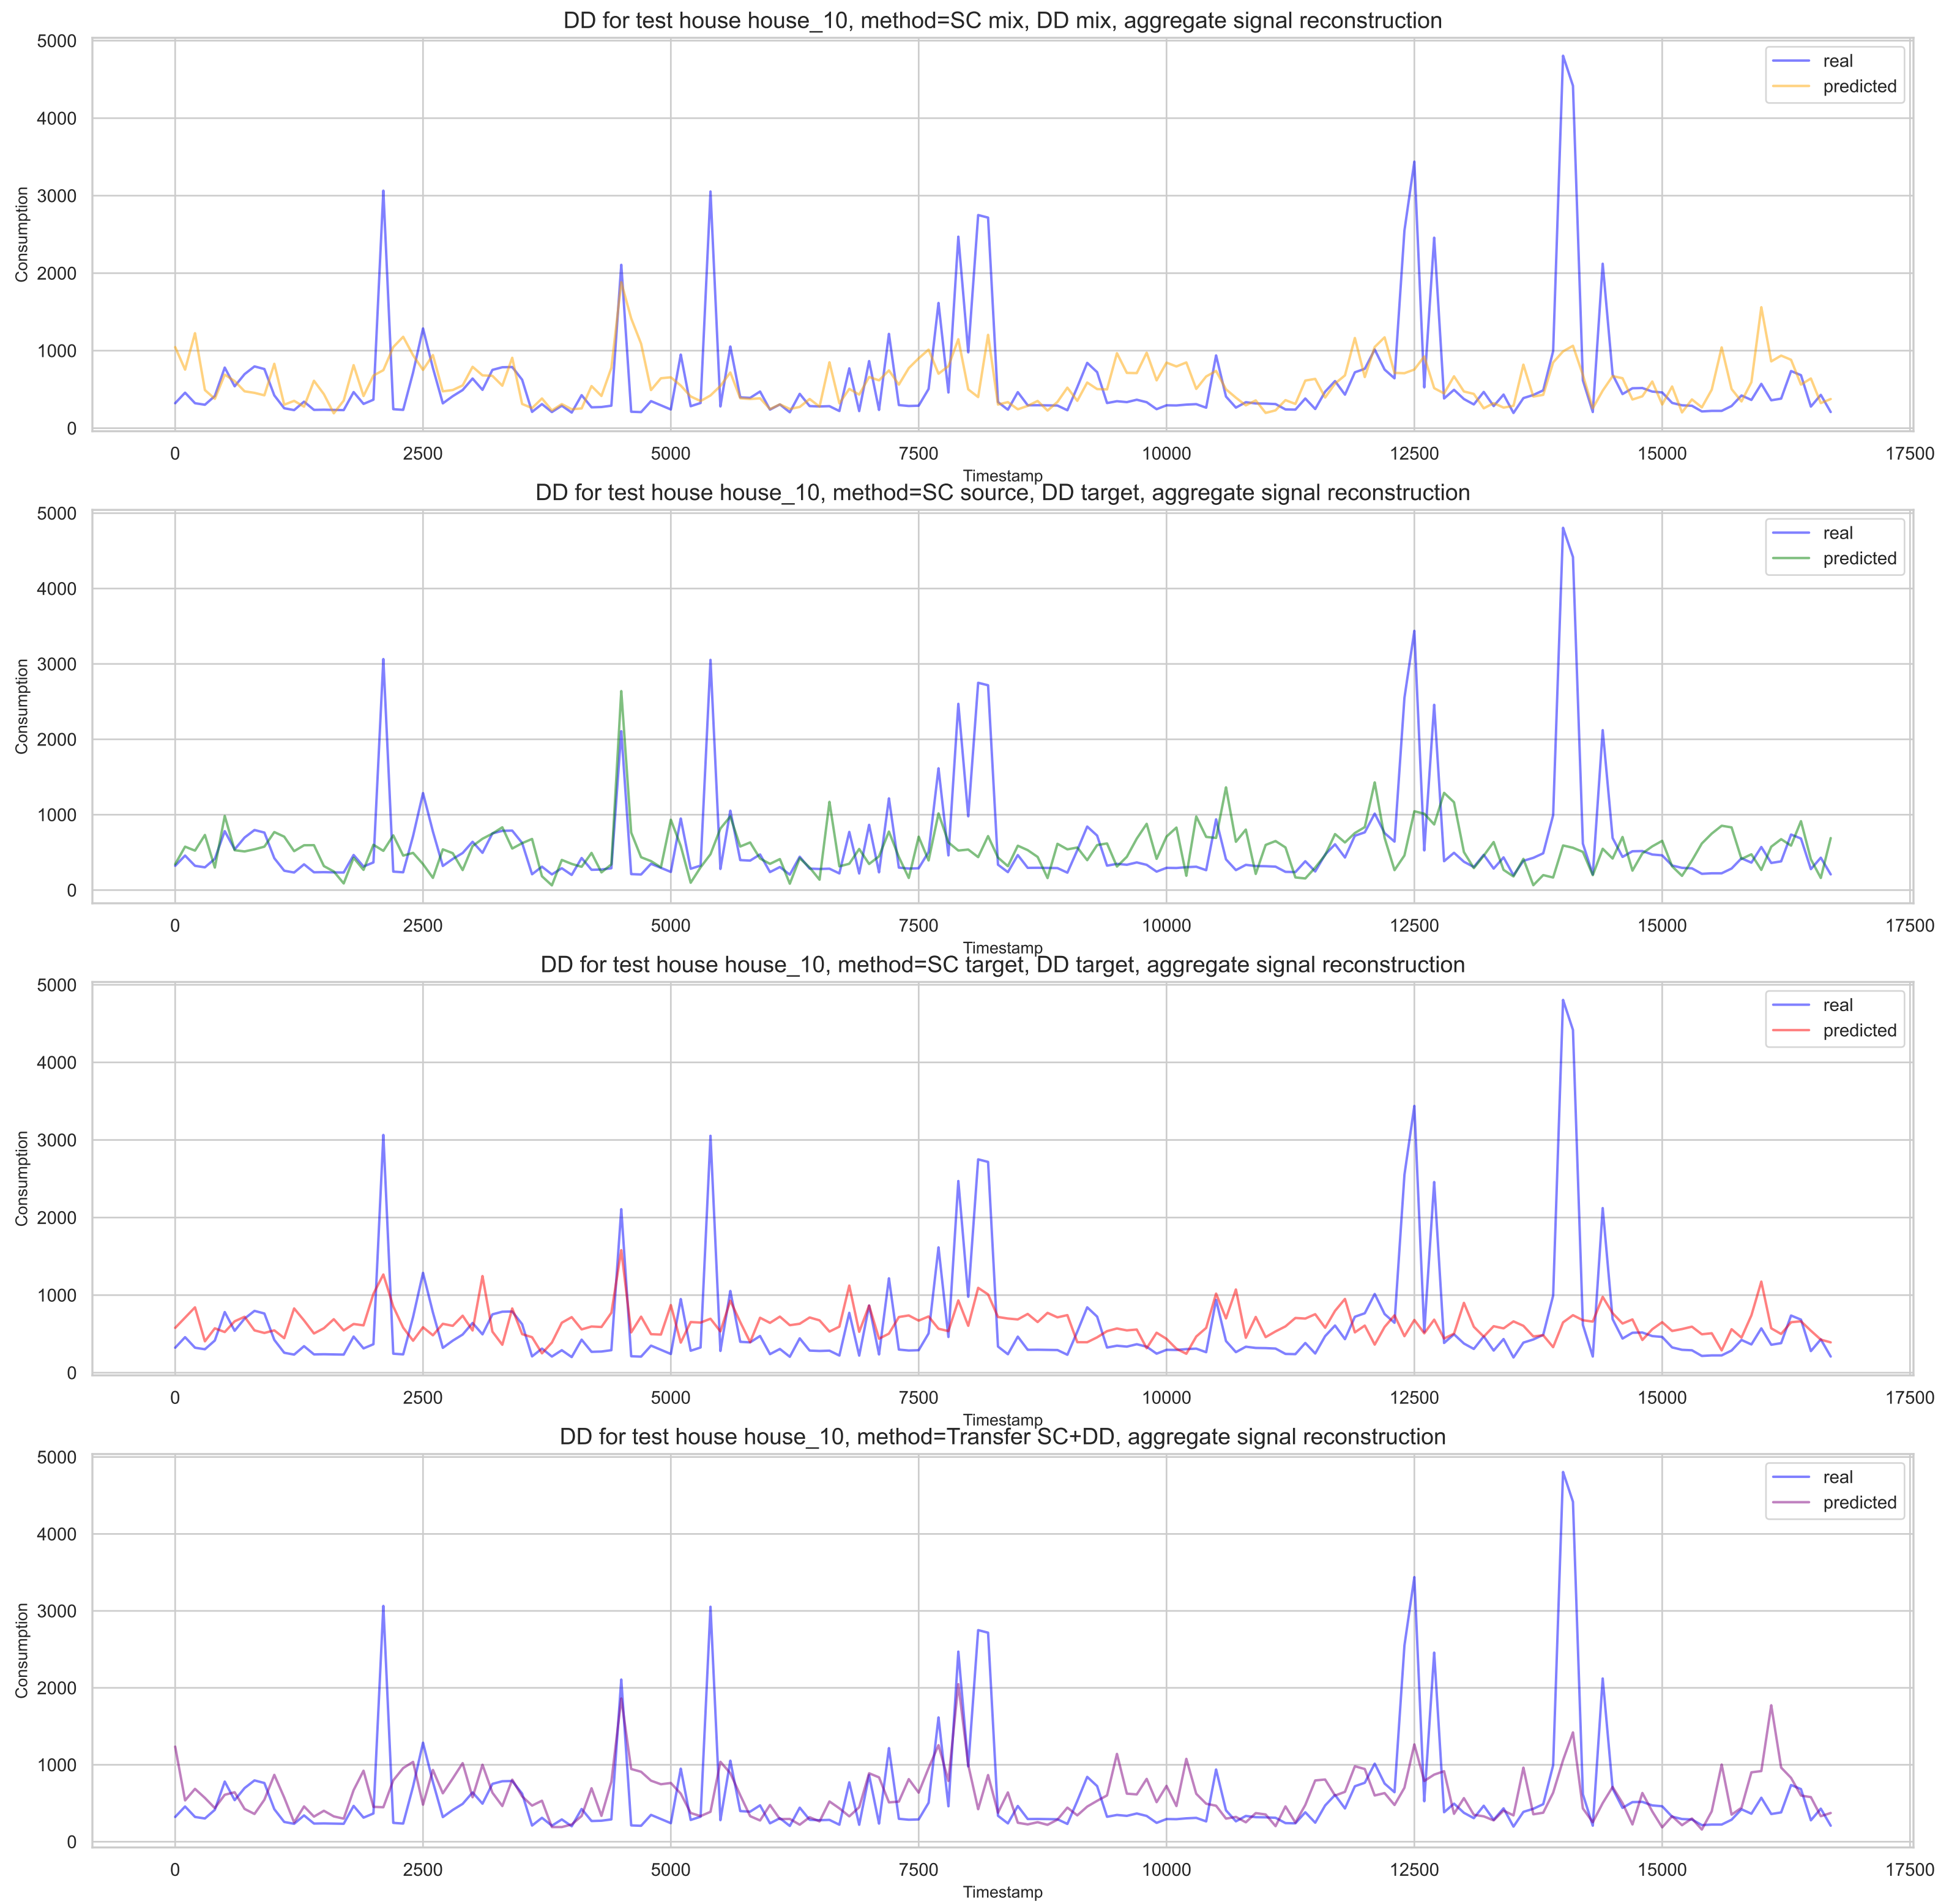 DD for test house house_10, method=SC mix, DD mix, aggregate signal reconstruction
5000
4000
3000
2000
1000
0
Consumption
real
predicted
0 2500 5000 7500 10000 12500 15000 17500
Timestamp
DD for test house house_10, method=SC source, DD target, aggregate signal reconstruction
5000
4000
3000
2000
1000
0
Consumption
real
predicted
0 2500 5000 7500 10000 12500 15000 17500
Timestamp
DD for test house house_10, method=SC target, DD target, aggregate signal reconstruction
5000
4000
3000
2000
1000
0
Consumption
real
predicted
0 2500 5000 7500 10000 12500 15000 17500
Timestamp
DD for test house house_10, method=Transfer SC+DD, aggregate signal reconstruction
5000
4000
3000
2000
1000
0
Consumption
real
predicted
0 2500 5000 7500 10000 12500 15000 17500
Timestamp